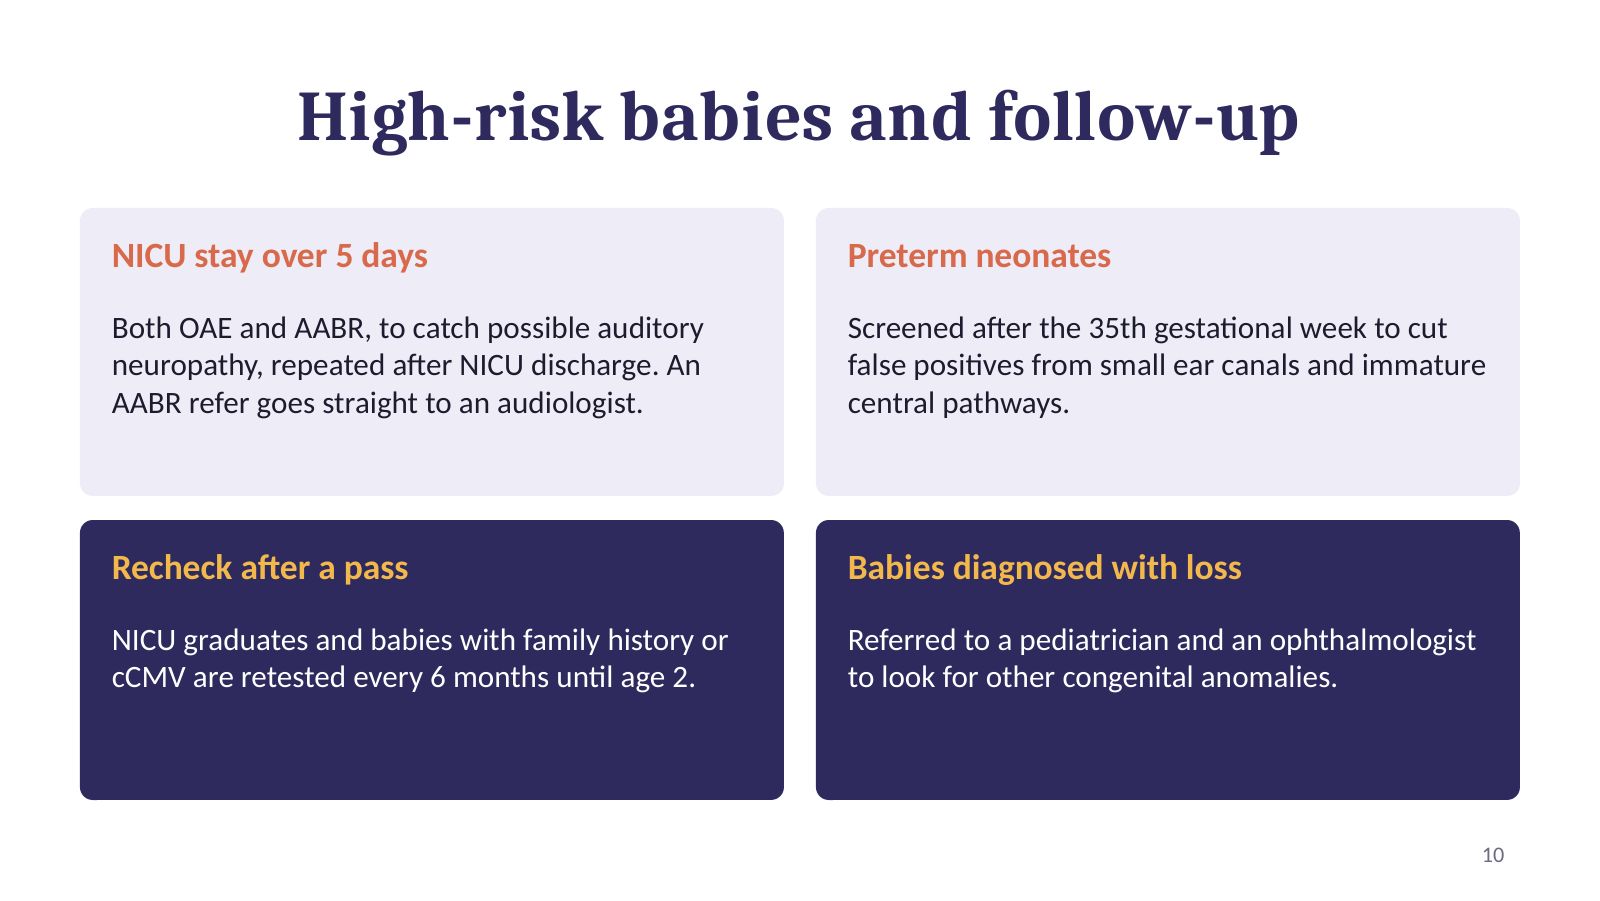 High-risk babies and follow-up
NICU stay over 5 days
Both OAE and AABR, to catch possible auditory
neuropathy, repeated after NICU discharge. An
AABR refer goes straight to an audiologist.
Preterm neonates
Screened after the 35th gestational week to cut
false positives from small ear canals and immature
central pathways.
Recheck after a pass
NICU graduates and babies with family history or
cCMV are retested every 6 months until age 2.
Babies diagnosed with loss
Referred to a pediatrician and an ophthalmologist
to look for other congenital anomalies.
10